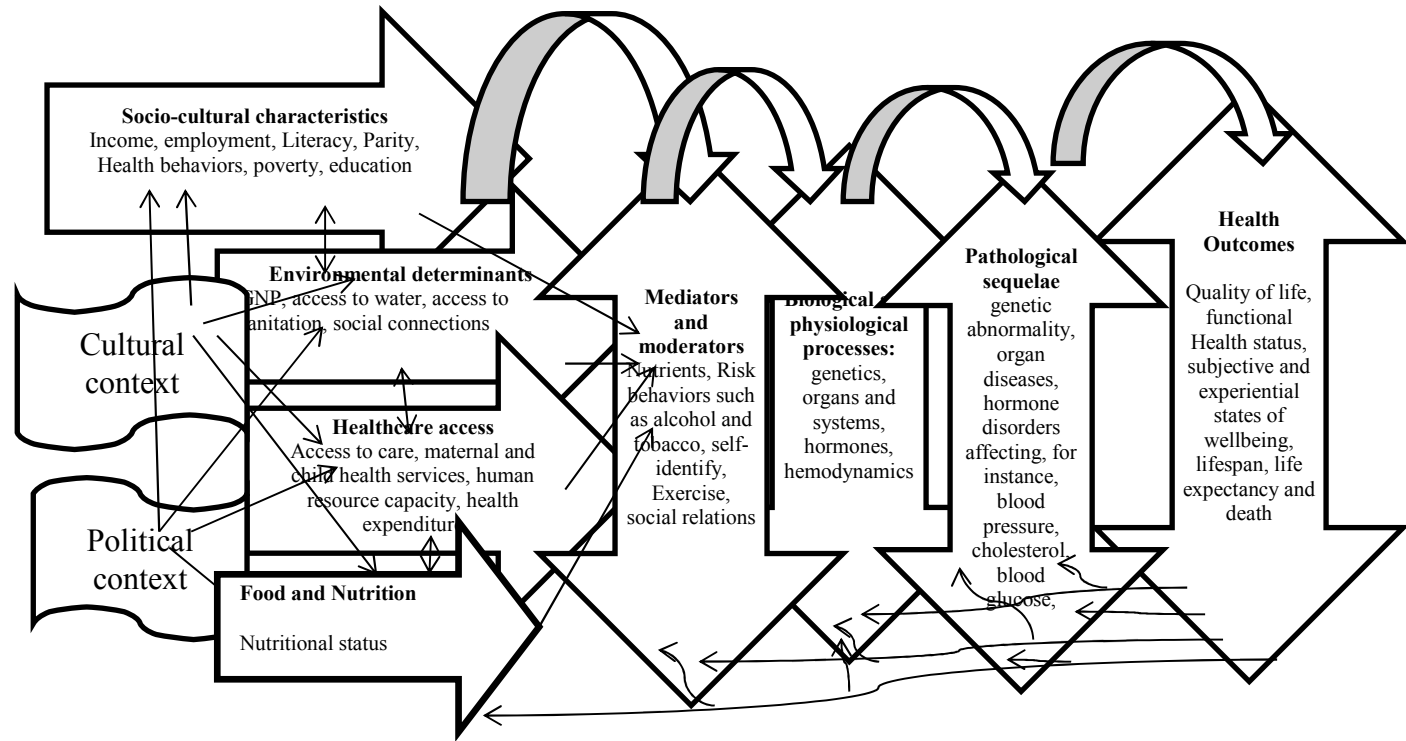 Socio-cultural characteristics
Income, employment, Literacy, Parity,
Health behaviors, poverty, education
Environmental determinants
GNP, access to water, access to
anitation, social connections
Cultural
context
Healthcare access
Access to care, maternal and
child health services, human
resource capacity, health
expenditure
Political
context
Food and Nutrition
Nutritional status
Mediators
and
moderators
Nutrients, Risk
behaviors such
as alcohol and
tobacco, self-
identify,
Exercise,
social relations
Biological
physiological
processes:
genetics,
organs and
systems,
hormones,
hemodynamics
Pathological
sequelae
genetic
abnormality,
organ
diseases,
hormone
disorders
affecting, for
instance,
blood
pressure,
cholesterol,
blood
glucose,
Health
Outcomes
Quality of life,
functional
Health status,
subjective and
experiential
states of
wellbeing,
lifespan, life
expectancy and
death